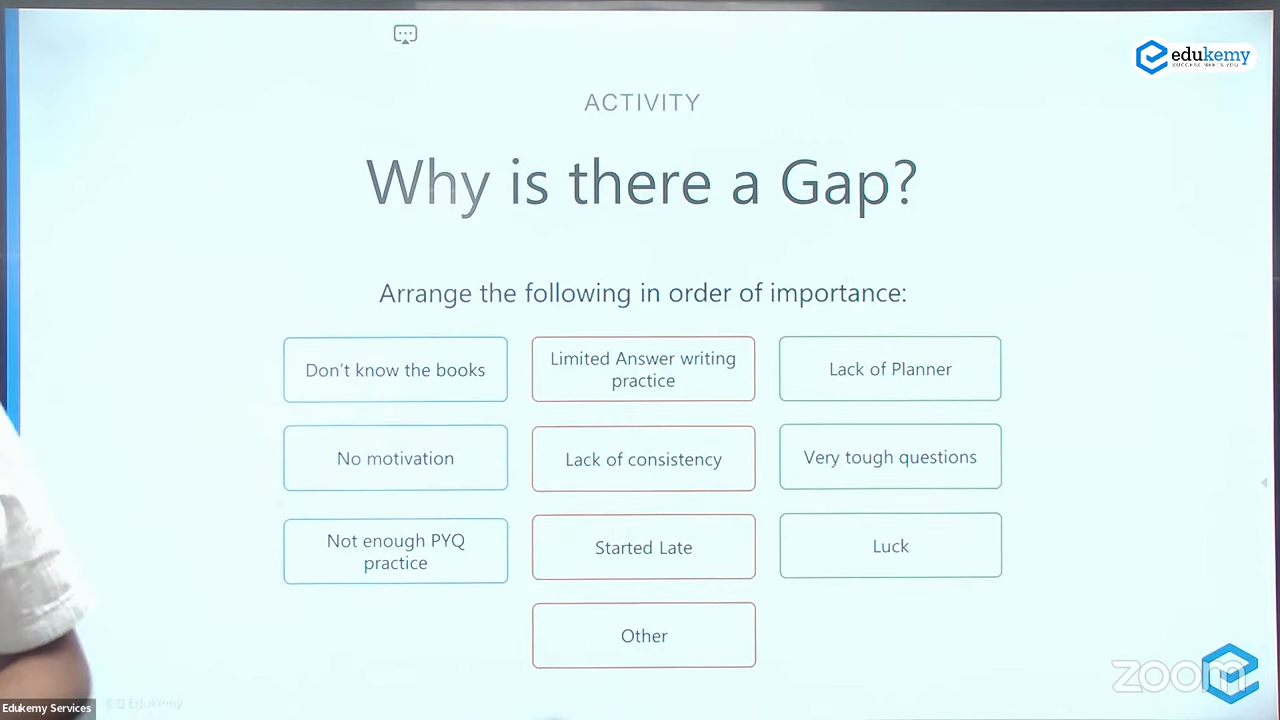 edukemy
ACTIVITY
Why is there a Gap?
Arrange the following in order of importance:
Don't know the books
Limited Answer writing
practice
Lack of Planner
No motivation
Lack of consistency
Very tough questions
Not enough PYQ
practice
Started Late
Luck
Other
zoom
Edukemy Services
Edukemy